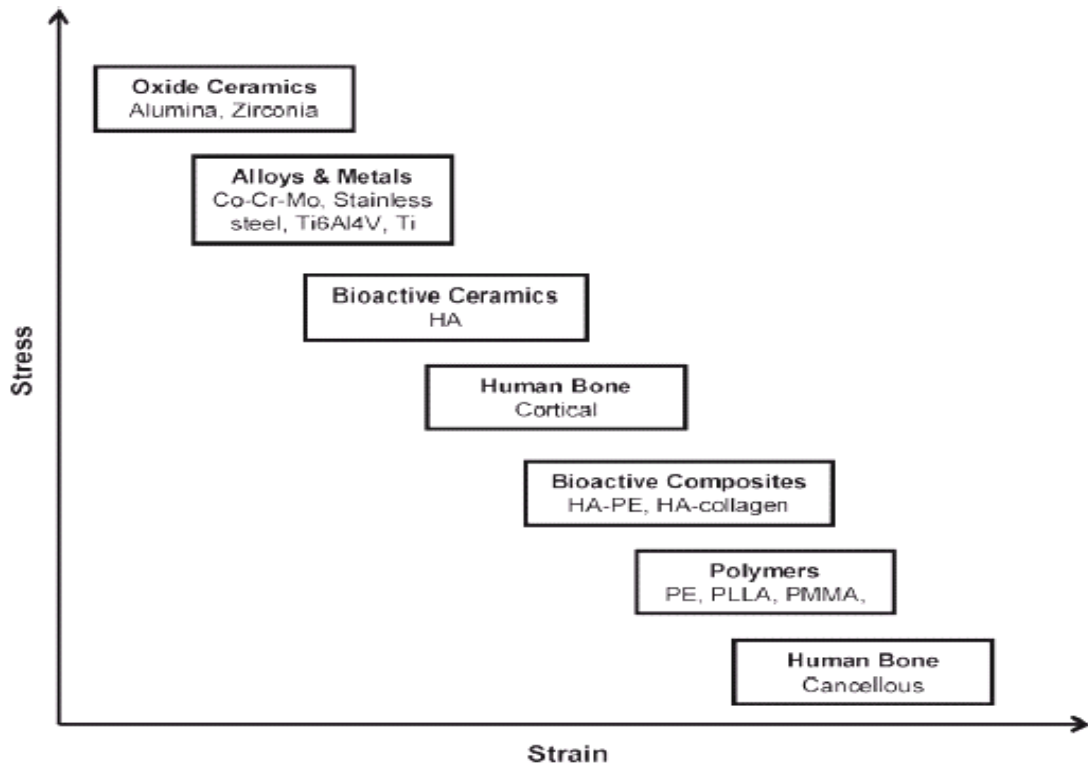 Stress
Oxide Ceramics
Alumina, Zirconia
Alloys & Metals
Co-Cr-Mo, Stainless
steel, Ti6Al4V, Ti
Bioactive Ceramics
HA
Human Bone
Cortical
Bioactive Composites
HA-PE, HA-collagen
Polymers
PE, PLLA, PMMA,
Human Bone
Cancellous
Strain